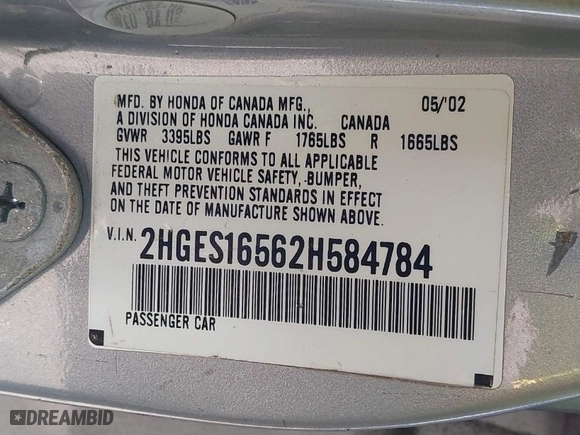 MFD. BY HONDA OF CANADA MFG., 05/'02
A DIVISION OF HONDA CANADA INC. CANADA
GVWR 3395LBS GAWR F 1765LBS R 1665LBS
THIS VEHICLE CONFORMS TO ALL APPLICABLE
FEDERAL MOTOR VEHICLE SAFETY, BUMPER,
AND THEFT PREVENTION STANDARDS IN EFFECT
ON THE DATE OF MANUFACTURE SHOWN ABOVE.
V.I.N. 2HGES16562H584784
PASSENGER CAR
DREAMBID